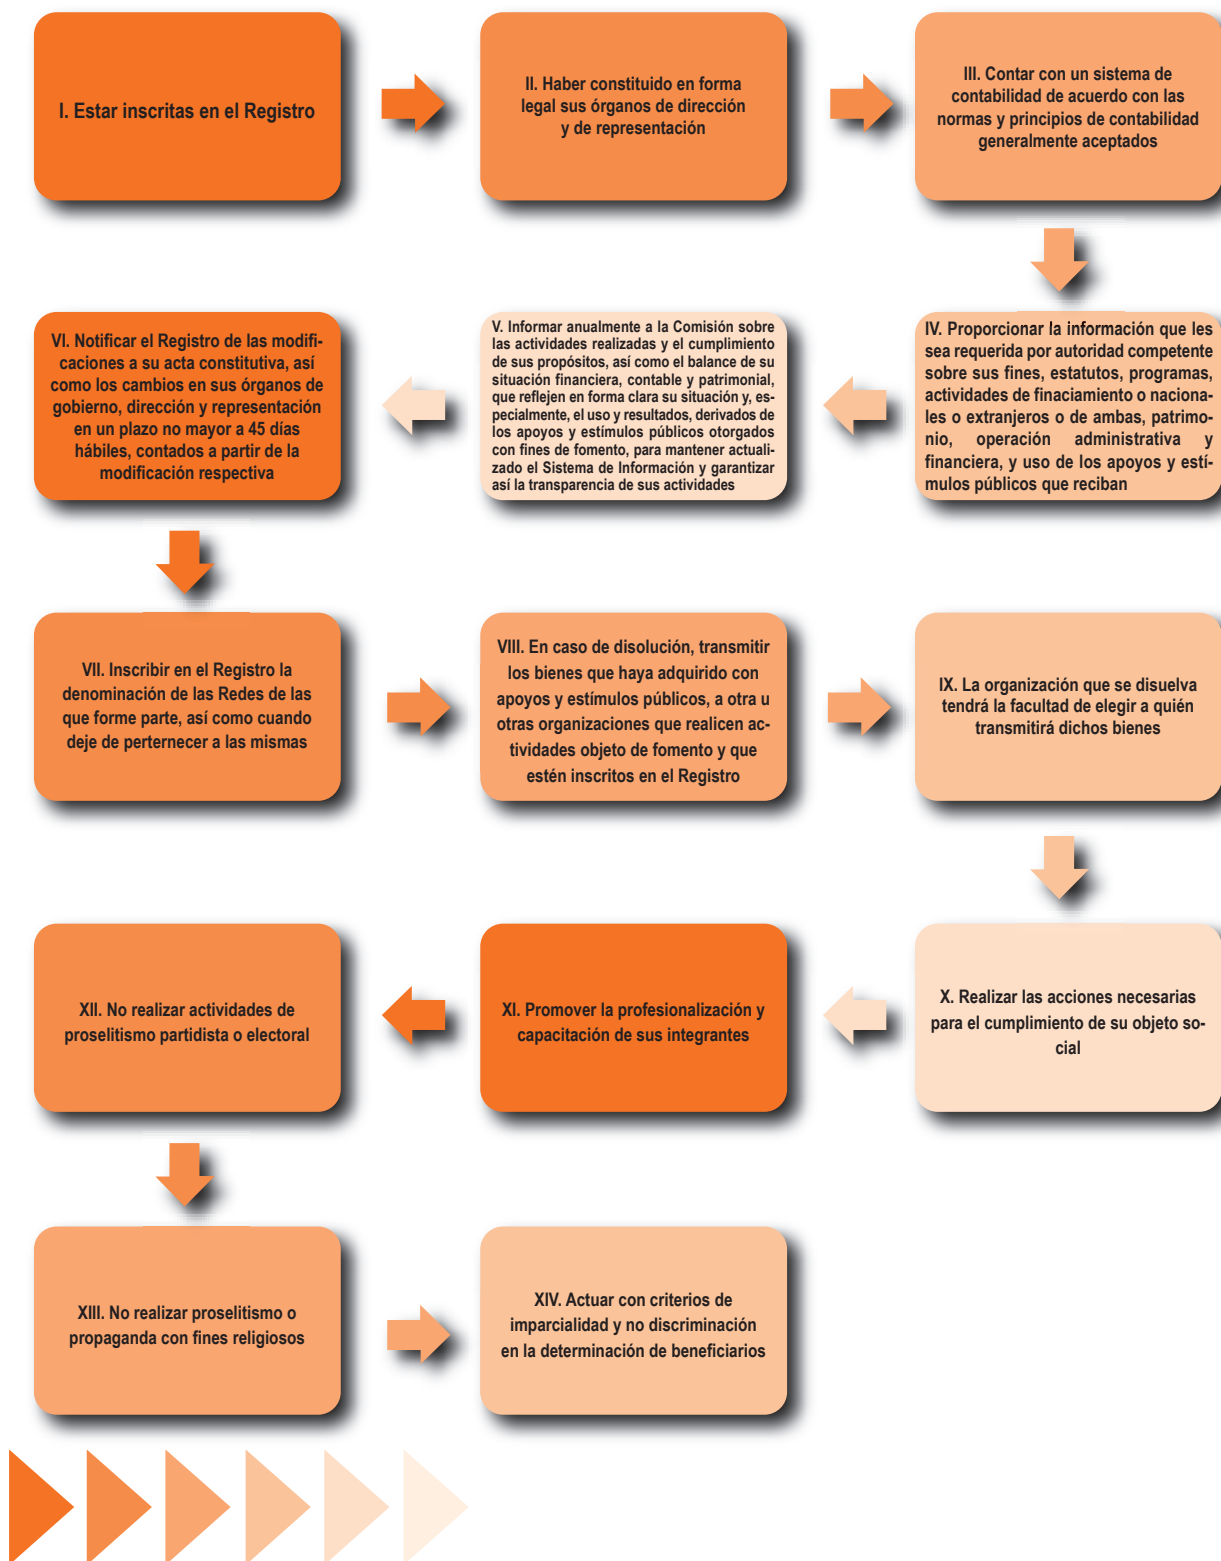 I. Estar inscritas en el Registro
II. Haber constituido en forma
legal sus órganos de dirección
y de representación
III. Contar con un sistema de
contabilidad de acuerdo con las
normas y principios de contabilidad
generalmente aceptados
IV. Proporcionar la información que les
sea requerida por autoridad competente
sobre sus fines, estatutos, programas,
actividades de finaciamiento o naciona-
les o extranjeros o de ambas, patrimo-
nio, operación administrativa y
financiera, y uso de los apoyos y estí-
mulos públicos que reciban
V. Informar anualmente a la Comisión sobre
las actividades realizadas y el cumplimiento
de sus propósitos, así como el balance de su
situación financiera, contable y patrimonial,
que reflejen en forma clara su situación y, es-
pecialmente, el uso y resultados, derivados de
los apoyos y estímulos públicos otorgados
con fines de fomento, para mantener actuali-
zado el Sistema de Información y garantizar
así la transparencia de sus actividades
VI. Notificar el Registro de las modifi-
caciones a su acta constitutiva, así
como los cambios en sus órganos de
gobierno, dirección y representación
en un plazo no mayor a 45 días
hábiles, contados a partir de la
modificación respectiva
VII. Inscribir en el Registro la
denominación de las Redes de las
que forme parte, así como cuando
deje de perternecer a las mismas
VIII. En caso de disolución, transmitir
los bienes que haya adquirido con
apoyos y estímulos públicos, a otra u
otras organizaciones que realicen ac-
tividades objeto de fomento y que
estén inscritos en el Registro
IX. La organización que se disuelva
tendrá la facultad de elegir a quién
transmitirá dichos bienes
X. Realizar las acciones necesarias
para el cumplimiento de su objeto so-
cial
XI. Promover la profesionalización y
capacitación de sus integrantes
XII. No realizar actividades de
proselitismo partidista o electoral
XIII. No realizar proselitismo o
propaganda con fines religiosos
XIV. Actuar con criterios de
imparcialidad y no discriminación
en la determinación de beneficiarios